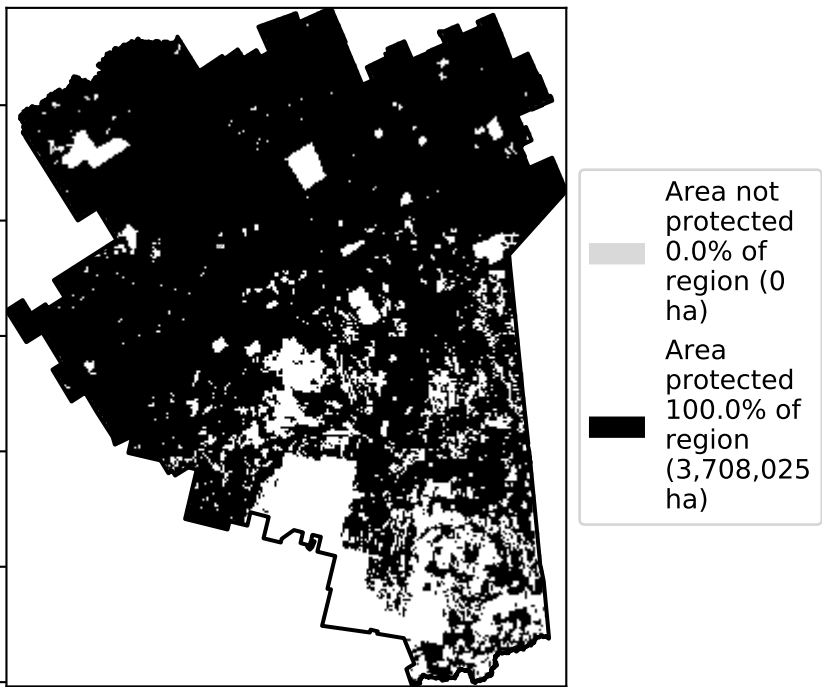 Area not
protected
0.0% of
region (0
ha)
Area
protected
100.0% of
region
(3,708,025
ha)